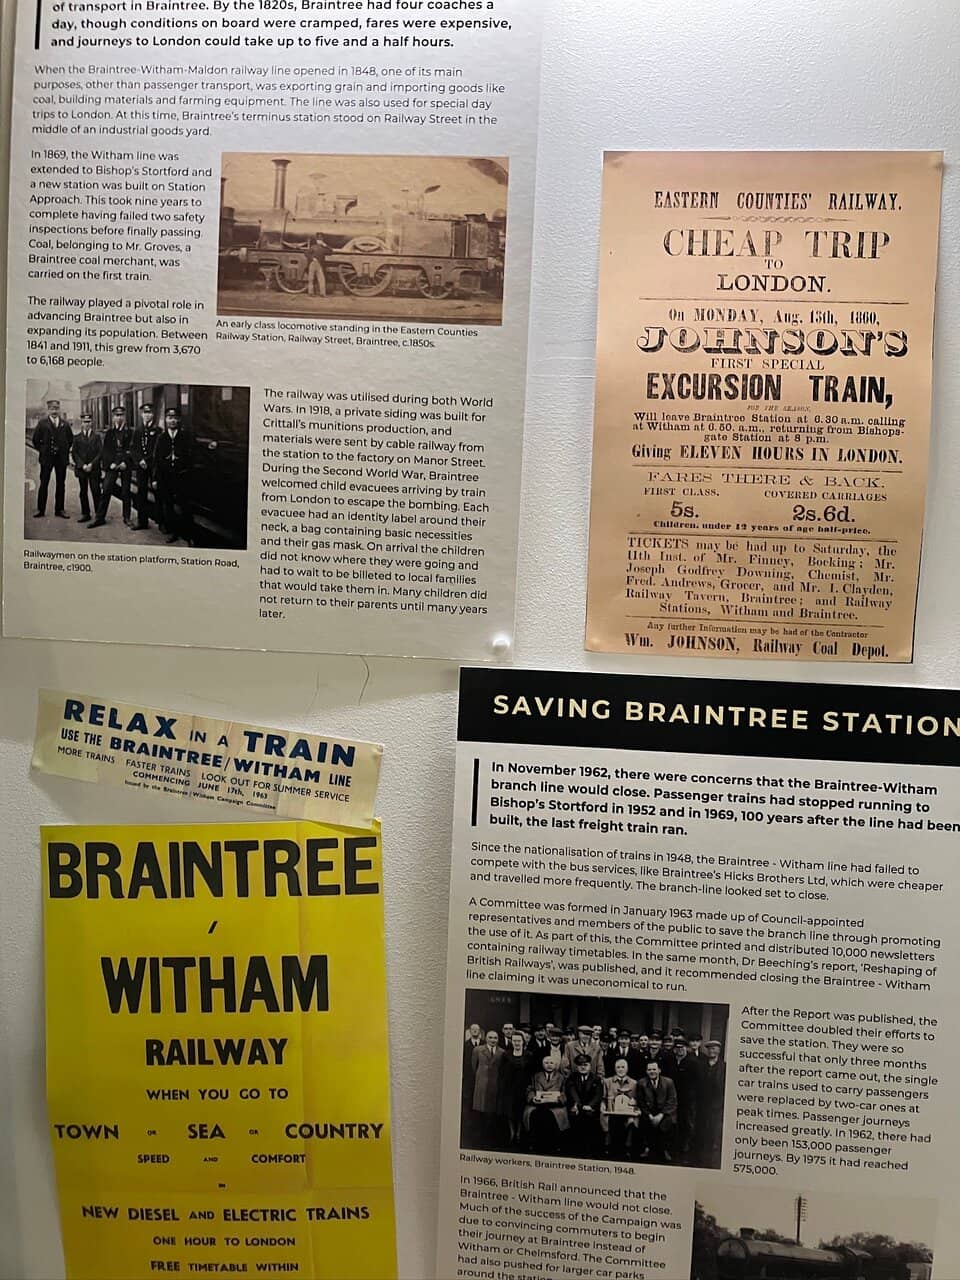 of transport in Braintree. By the 1820s, Braintree had four coaches a
day, though conditions on board were cramped, fares were expensive,
and journeys to London could take up to five and a half hours.
When the Braintree-Witham-Maldon railway line opened in 1848, one of its main
purposes, other than passenger transport, was exporting grain and importing goods like
coal, building materials and farming equipment. The line was also used for special day
trips to London. At this time, Braintree's terminus station stood on Railway Street in the
middle of an industrial goods yard.
In 1869, the Witham line was
extended to Bishop's Stortford and
a new station was built on Station
Approach. This took nine years to
complete having failed two safety
inspections before finally passing.
Coal, belonging to Mr. Groves, a
Braintree coal merchant, was
carried on the first train.
The railway played a pivotal role in
advancing Braintree but also in
expanding its population. Between
1841 and 1911, this grew from 3,670
to 6,168 people.
An early class locomotive standing in the Eastern Counties
Railway Station, Railway Street, Braintree, c.1850s.
Railwaymen on the station platform, Station Road,
Braintree, c1900.
The railway was utilised during both World
Wars. In 1918, a private siding was built for
Crittall's munitions production, and
materials were sent by cable railway from
the station to the factory on Manor Street.
During the Second World War, Braintree
welcomed child evacuees arriving by train
from London to escape the bombing. Each
evacuee had an identity label around their
neck, a bag containing basic necessities
and their gas mask. On arrival the children
did not know where they were going and
had to wait to be billeted to local families
that would take them in. Many children did
not return to their parents until many years
later.
EASTERN COUNTIES' RAILWAY.
CHEAP TRIP
TO
LONDON.
On MONDAY, Aug. 13th, 1860,
JOHNSON'S
FIRST SPECIAL
EXCURSION TRAIN,
FOR THE SEASON,
Will leave Braintree Station at 6.30 a.m. calling
at Witham at 6.50. a.m., returning from Bishops-
gate Station at 8 p.m.
Giving ELEVEN HOURS IN LONDON.
FARES THERE & BACK.
FIRST CLASS. COVERED CARRIAGES
5s. 2s.6d.
Children, under 12 years of age half-price.
TICKETS may be had up to Saturday, the
11th Inst. of Mr. Finney, Bocking; Mr.
Joseph Godfrey Downing, Chemist, Mr.
Fred. Andrews, Grocer, and Mr. I. Clayden,
Railway Tavern, Braintree; and Railway
Stations, Witham and Braintree.
Any further Information may be had of the Contractor
Wm. JOHNSON, Railway Coal Depot.
RELAX IN A TRAIN
USE THE BRAINTREE/WITHAM LINE
MORE TRAINS FASTER TRAINS LOOK OUT FOR SUMMER SERVICE
COMMENCING JUNE 17th, 1963
Issued by the Braintree / Witham Campaign Committee
BRAINTREE
/
WITHAM
RAILWAY
WHEN YOU GO TO
TOWN OR SEA OR COUNTRY
SPEED AND COMFORT
IN
NEW DIESEL AND ELECTRIC TRAINS
ONE HOUR TO LONDON
FREE TIMETABLE WITHIN
SAVING BRAINTREE STATION
In November 1962, there were concerns that the Braintree-Witham
branch line would close. Passenger trains had stopped running to
Bishop's Stortford in 1952 and in 1969, 100 years after the line had been
built, the last freight train ran.
Since the nationalisation of trains in 1948, the Braintree - Witham line had failed to
compete with the bus services, like Braintree's Hicks Brothers Ltd, which were cheaper
and travelled more frequently. The branch-line looked set to close.
A Committee was formed in January 1963 made up of Council-appointed
representatives and members of the public to save the branch line through promoting
the use of it. As part of this, the Committee printed and distributed 10,000 newsletters
containing railway timetables. In the same month, Dr Beeching's report, 'Reshaping of
British Railways', was published, and it recommended closing the Braintree - Witham
line claiming it was uneconomical to run.
After the Report was published, the
Committee doubled their efforts to
save the station. They were so
successful that only three months
after the report came out, the single
car trains used to carry passengers
were replaced by two-car ones at
peak times. Passenger journeys
increased greatly. In 1962, there had
only been 153,000 passenger
journeys. By 1975 it had reached
575,000.
Railway workers, Braintree Station, 1948.
In 1966, British Rail announced that the
Braintree - Witham line would not close.
Much of the success of the Campaign was
due to convincing commuters to begin
their journey at Braintree instead of
Witham or Chelmsford. The Committee
had also pushed for larger car parks
around the station